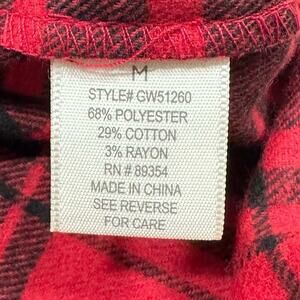 M
STYLE# GW51260
68% POLYESTER
29% COTTON
3% RAYON
RN # 89354
MADE IN CHINA
SEE REVERSE
FOR CARE